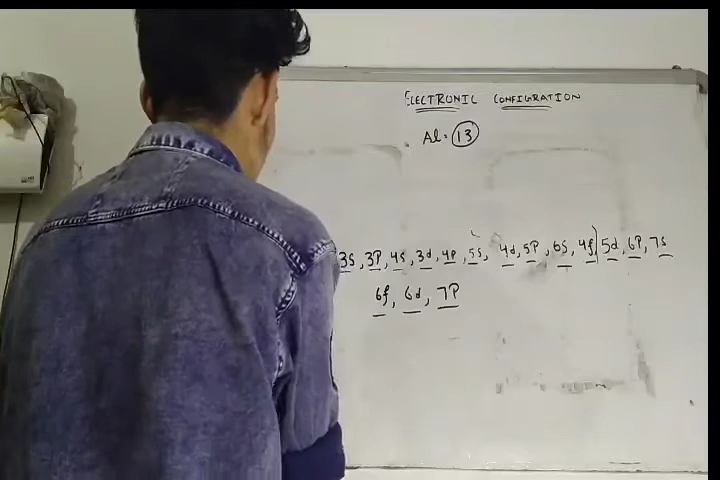 ELECTRONIC CONFIGRATION
Al = 13
3s, 3P, 4s, 3d, 4p, 5s, 4d, 5P, 6s, 4f) 5d, 6P, 7s
6f, 6d, 7P